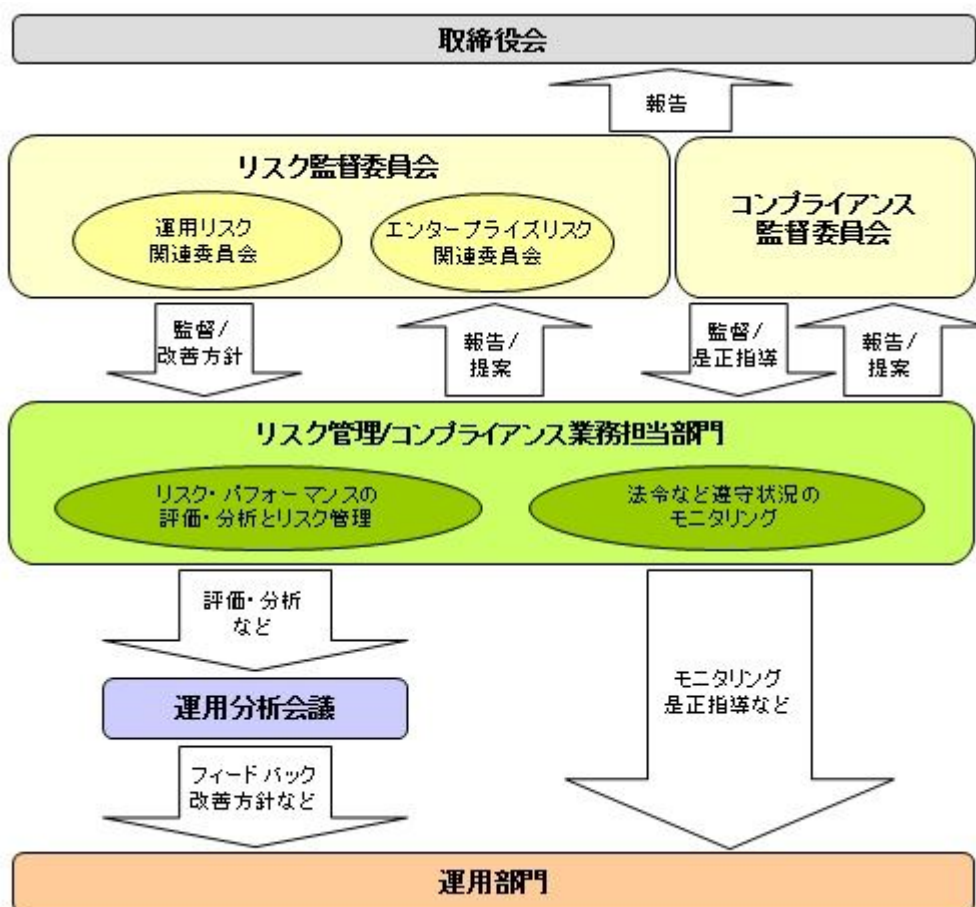 取締役会
報告
リスク監督委員会
運用リスク
関連委員会
エンタープライズリスク
関連委員会
コンプライアンス
監督委員会
監督/
改善方針
報告/
提案
監督/
是正指導
報告/
提案
リスク管理/コンプライアンス業務担当部門
リスク・パフォーマンスの
評価・分析とリスク管理
法令など遵守状況の
モニタリング
評価・分析
など
運用分析会議
モニタリング
是正指導など
フィードバック
改善方針など
運用部門